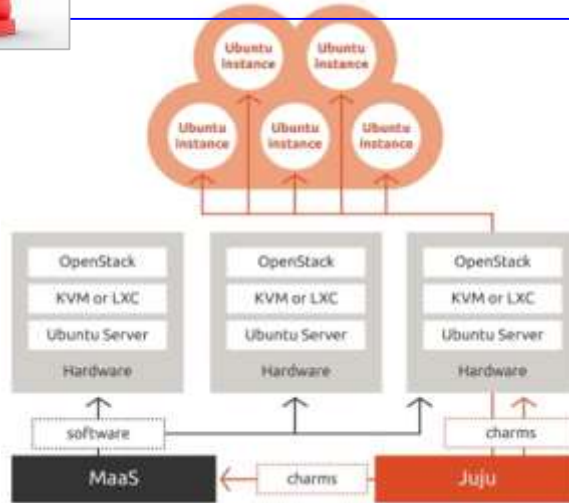 Ubuntu
Instance
Ubuntu
Instance
Ubuntu
Instance
Ubuntu
Instance
Ubuntu
Instance
OpenStack
KVM or LXC
Ubuntu Server
Hardware
OpenStack
KVM or LXC
Ubuntu Server
Hardware
OpenStack
KVM or LXC
Ubuntu Server
Hardware
software
charms
MaaS
charms
Juju